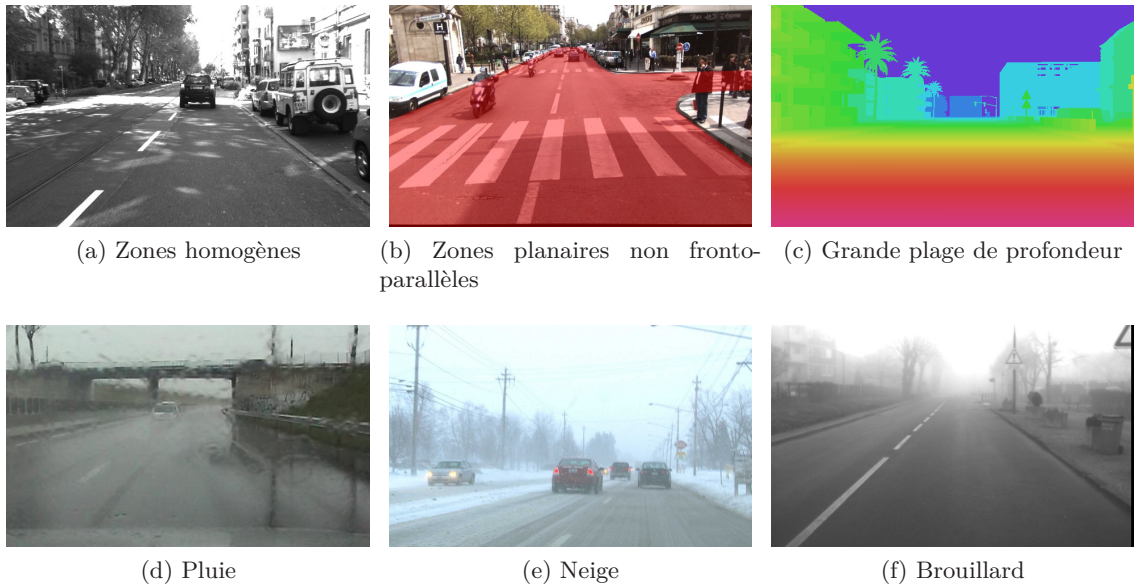 H
(a) Zones homogènes
(b) Zones planaires non fronto-
parallèles
(c) Grande plage de profondeur
(d) Pluie
(e) Neige
(f) Brouillard